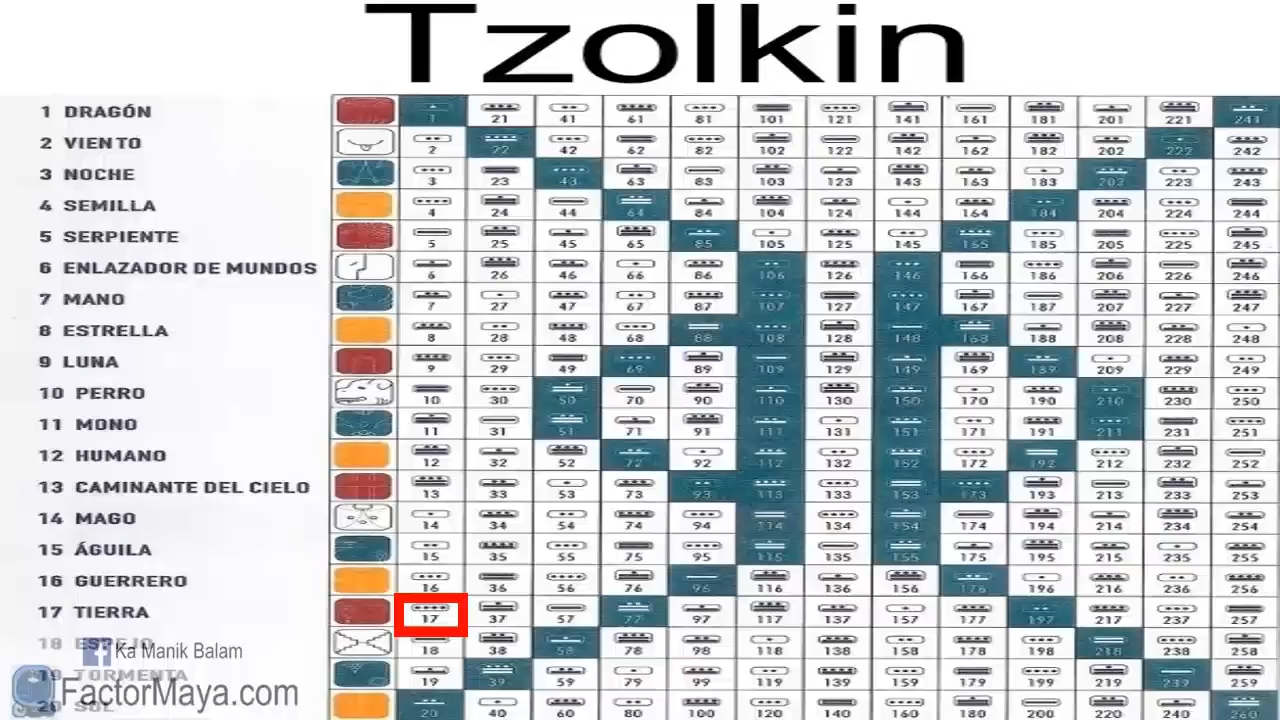 Tzolkin
1 DRAGÓN 1 21 41 61 81 101 121 141 161 181 201 221 241
2 VIENTO 2 22 42 62 82 102 122 142 162 182 202 222 242
3 NOCHE 3 23 43 63 83 103 123 143 163 183 203 223 243
4 SEMILLA 4 24 44 64 84 104 124 144 164 184 204 224 244
5 SERPIENTE 5 25 45 65 85 105 125 145 165 185 205 225 245
6 ENLAZADOR DE MUNDOS 6 26 46 66 86 106 126 146 166 186 206 226 246
7 MANO 7 27 47 67 87 107 127 147 167 187 207 227 247
8 ESTRELLA 8 28 48 68 88 108 128 148 168 188 208 228 248
9 LUNA 9 29 49 69 89 109 129 149 169 189 209 229 249
10 PERRO 10 30 50 70 90 110 130 150 170 190 210 230 250
11 MONO 11 31 51 71 91 111 131 151 171 191 211 231 251
12 HUMANO 12 32 52 72 92 112 132 152 172 192 212 232 252
13 CAMINANTE DEL CIELO 13 33 53 73 93 113 133 153 173 193 213 233 253
14 MAGO 14 34 54 74 94 114 134 154 174 194 214 234 254
15 ÁGUILA 15 35 55 75 95 115 135 155 175 195 215 235 255
16 GUERRERO 16 36 56 76 96 116 136 156 176 196 216 236 256
17 TIERRA 17 37 57 77 97 117 137 157 177 197 217 237 257
18 ESPEJO 18 38 58 78 98 118 138 158 178 198 218 238 258
Ka Manik Balam
19 TORMENTA 19 39 59 79 99 119 139 159 179 199 219 239 259
FactorMaya.com
20 SOL 20 40 60 80 100 120 140 160 180 200 220 240 260